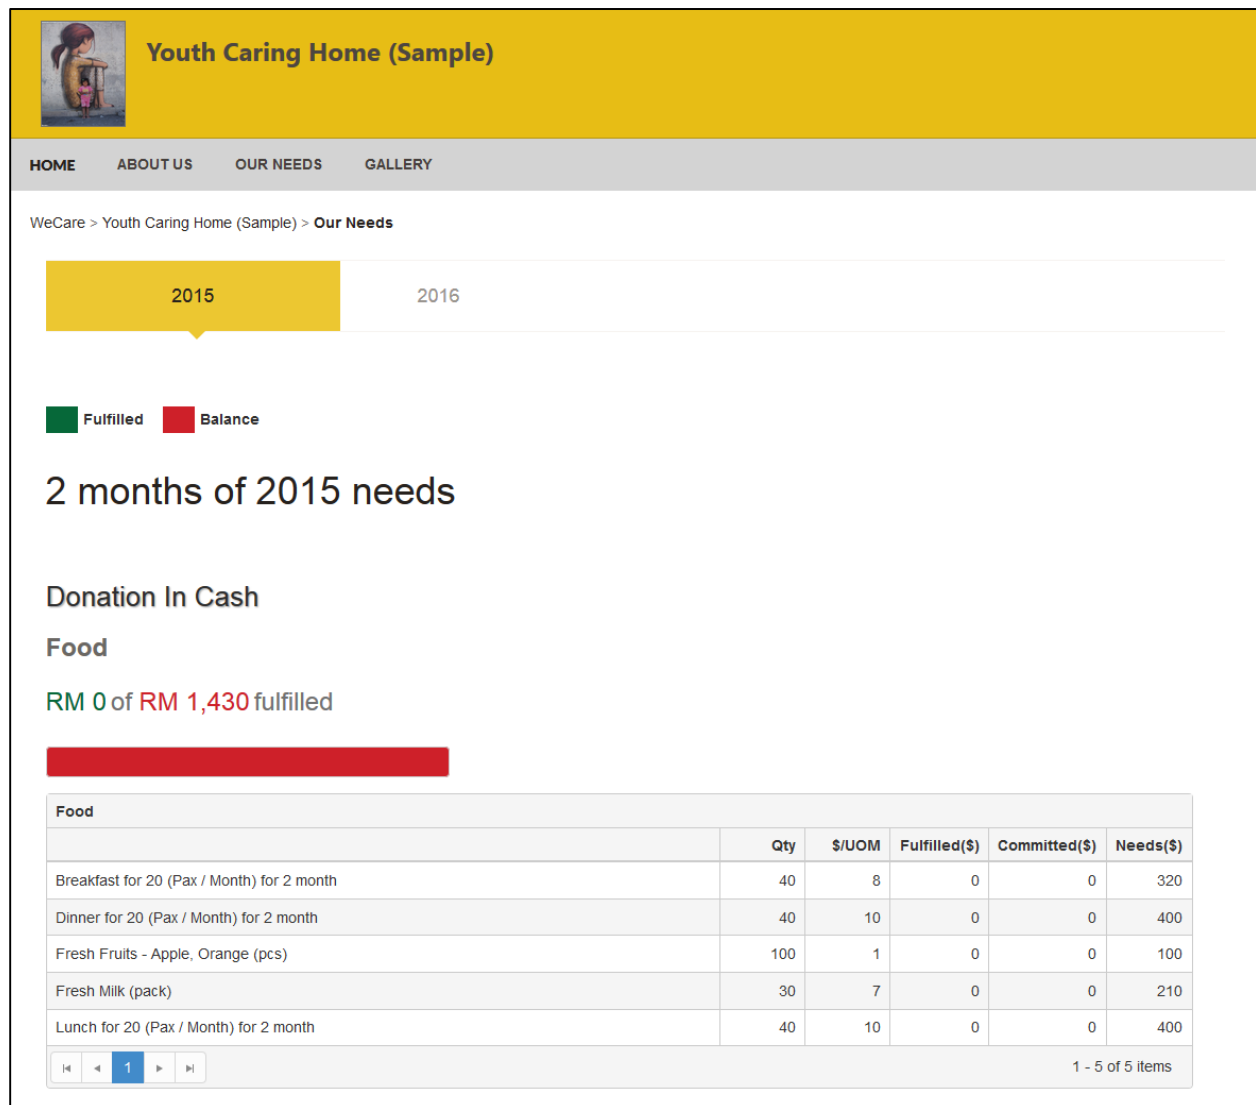 Youth Caring Home (Sample)
HOME ABOUT US OUR NEEDS GALLERY
WeCare > Youth Caring Home (Sample) > Our Needs
2015 2016
Fulfilled Balance
2 months of 2015 needs
Donation In Cash
Food
RM 0 of RM 1,430 fulfilled
Food
Qty $/UOM Fulfilled($) Committed($) Needs($)
Breakfast for 20 (Pax / Month) for 2 month 40 8 0 0 320
Dinner for 20 (Pax / Month) for 2 month 40 10 0 0 400
Fresh Fruits - Apple, Orange (pcs) 100 1 0 0 100
Fresh Milk (pack) 30 7 0 0 210
Lunch for 20 (Pax / Month) for 2 month 40 10 0 0 400
1 1 - 5 of 5 items